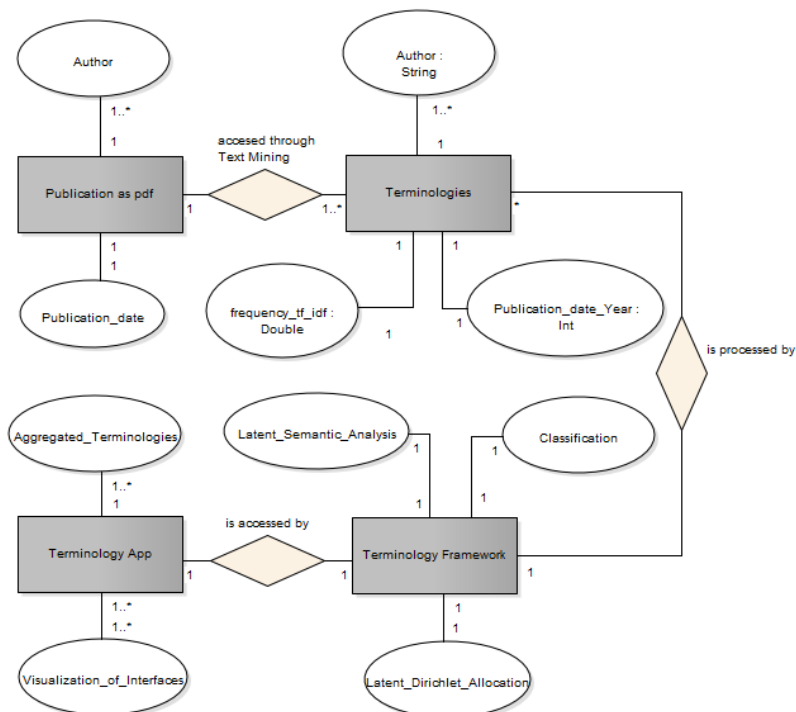 Author
Author :
String
1..*
1..*
1
1
accesed through
Text Mining
Publication as pdf
Terminologies
1
1..*
*
1
1
1
1
frequency_tf_idf :
Double
Publication_date_Year :
Int
1
1
Publication_date
is processed by
Aggregated_Terminologies
Latent_Semantic_Analysis
Classification
1
1
1..*
1
1
1
is accessed by
Terminology App
Terminology Framework
1
1
1
1..*
1..*
1
1
Visualization_of_Interfaces
Latent_Dirichlet_Allocation